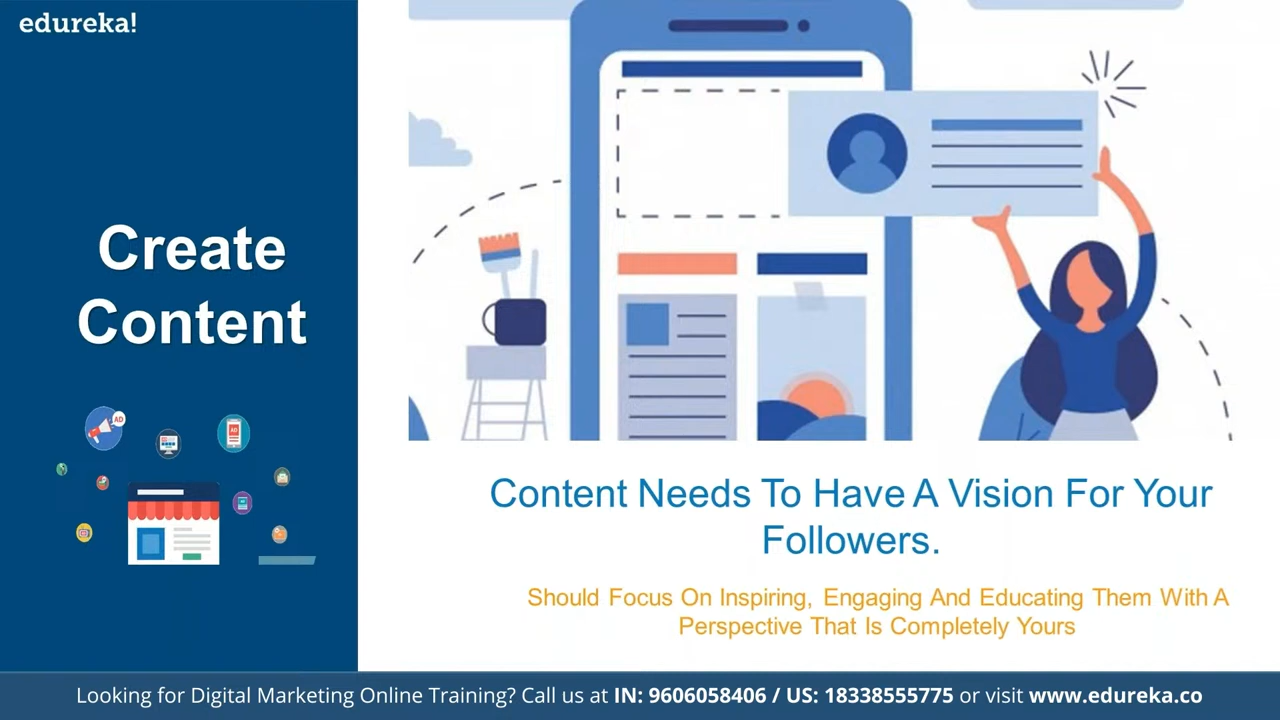 edureka!
Create
Content
AD
AD
Content Needs To Have A Vision For Your
Followers.
Should Focus On Inspiring, Engaging And Educating Them With A
Perspective That Is Completely Yours
Looking for Digital Marketing Online Training? Call us at IN: 9606058406 / US: 18338555775 or visit www.edureka.co